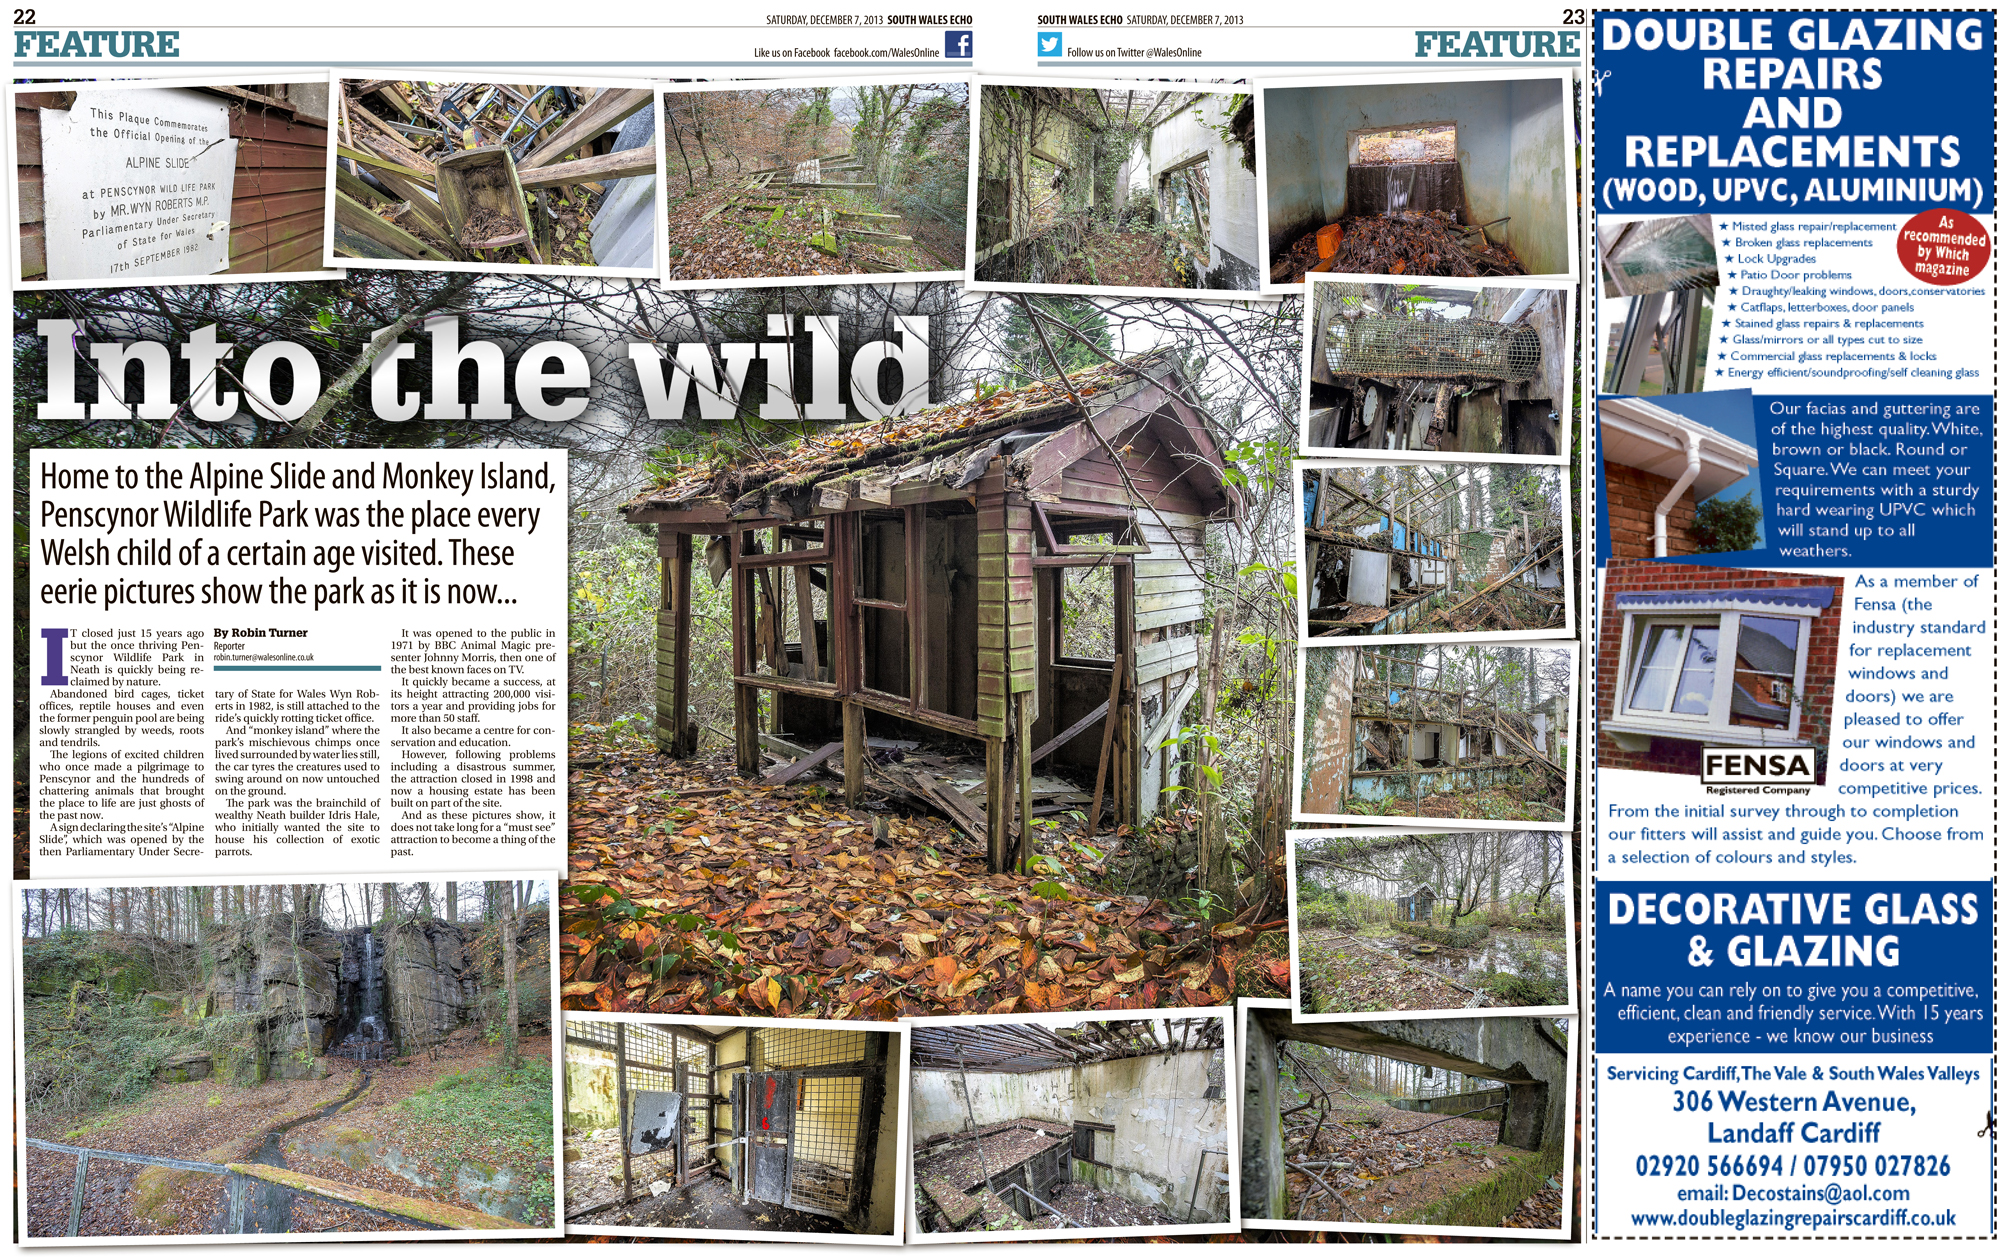 22
SATURDAY, DECEMBER 7, 2013 SOUTH WALES ECHO
FEATURE
Like us on Facebook facebook.com/WalesOnline
f
SOUTH WALES ECHO SATURDAY, DECEMBER 7, 2013
23
Follow us on Twitter @WalesOnline
FEATURE
This Plaque Commemorates
the Official Opening of the
ALPINE SLIDE
at PENSCYNOR WILD LIFE PARK
by MR.WYN ROBERTS M.P.
Parliamentary Under Secretary
of State for Wales
17th SEPTEMBER 1982
Into the wild
Home to the Alpine Slide and Monkey Island,
Penscynor Wildlife Park was the place every
Welsh child of a certain age visited. These
eerie pictures show the park as it is now...
IT closed just 15 years ago
but the once thriving Pen-
scynor Wildlife Park in
Neath is quickly being re-
claimed by nature.
Abandoned bird cages, ticket
offices, reptile houses and even
the former penguin pool are being
slowly strangled by weeds, roots
and tendrils.
The legions of excited children
who once made a pilgrimage to
Penscynor and the hundreds of
chattering animals that brought
the place to life are just ghosts of
the past now.
A sign declaring the site's "Alpine
Slide", which was opened by the
then Parliamentary Under Secre-
By Robin Turner
Reporter
robin.turner@walesonline.co.uk
tary of State for Wales Wyn Rob-
erts in 1982, is still attached to the
ride's quickly rotting ticket office.
And "monkey island" where the
park's mischievous chimps once
lived surrounded by water lies still,
the car tyres the creatures used to
swing around on now untouched
on the ground.
The park was the brainchild of
wealthy Neath builder Idris Hale,
who initially wanted the site to
house his collection of exotic
parrots.
It was opened to the public in
1971 by BBC Animal Magic pre-
senter Johnny Morris, then one of
the best known faces on TV.
It quickly became a success, at
its height attracting 200,000 visi-
tors a year and providing jobs for
more than 50 staff.
It also became a centre for con-
servation and education.
However, following problems
including a disastrous summer,
the attraction closed in 1998 and
now a housing estate has been
built on part of the site.
And as these pictures show, it
does not take long for a "must see"
attraction to become a thing of the
past.
DOUBLE GLAZING
REPAIRS
AND
REPLACEMENTS
(WOOD, UPVC, ALUMINIUM)
★ Misted glass repair/replacement
★ Broken glass replacements
★ Lock Upgrades
★ Patio Door problems
★ Draughty/leaking windows, doors,conservatories
★ Catflaps, letterboxes, door panels
★ Stained glass repairs & replacements
★ Glass/mirrors or all types cut to size
★ Commercial glass replacements & locks
★ Energy efficient/soundproofing/self cleaning glass
As
recommended
by Which
magazine
Our facias and guttering are
of the highest quality. White,
brown or black. Round or
Square. We can meet your
requirements with a sturdy
hard wearing UPVC which
will stand up to all
weathers.
As a member of
Fensa (the
industry standard
for replacement
windows and
doors) we are
pleased to offer
our windows and
doors at very
competitive prices.
FENSA
Registered Company
From the initial survey through to completion
our fitters will assist and guide you. Choose from
a selection of colours and styles.
DECORATIVE GLASS
& GLAZING
A name you can rely on to give you a competitive,
efficient, clean and friendly service. With 15 years
experience - we know our business
Servicing Cardiff, The Vale & South Wales Valleys
306 Western Avenue,
Landaff Cardiff
02920 566694 / 07950 027826
email: Decostains@aol.com
www.doubleglazingrepairscardiff.co.uk